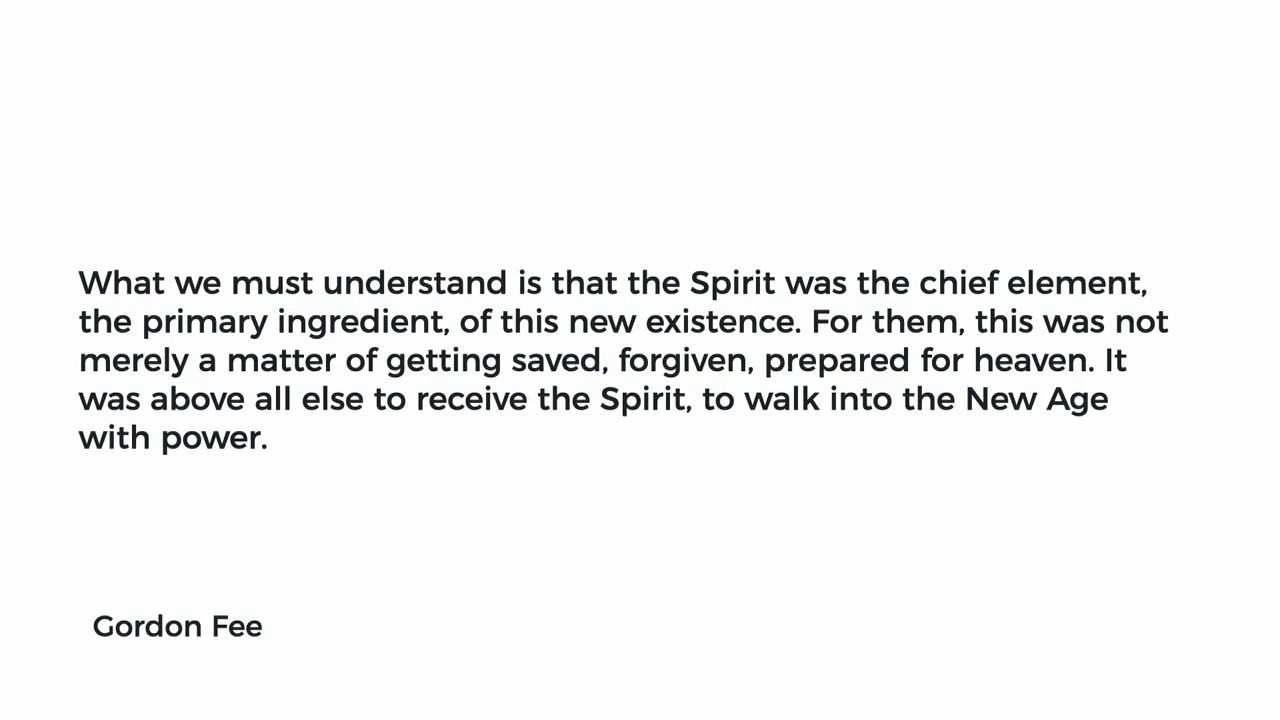 What we must understand is that the Spirit was the chief element,
the primary ingredient, of this new existence. For them, this was not
merely a matter of getting saved, forgiven, prepared for heaven. It
was above all else to receive the Spirit, to walk into the New Age
with power.
Gordon Fee